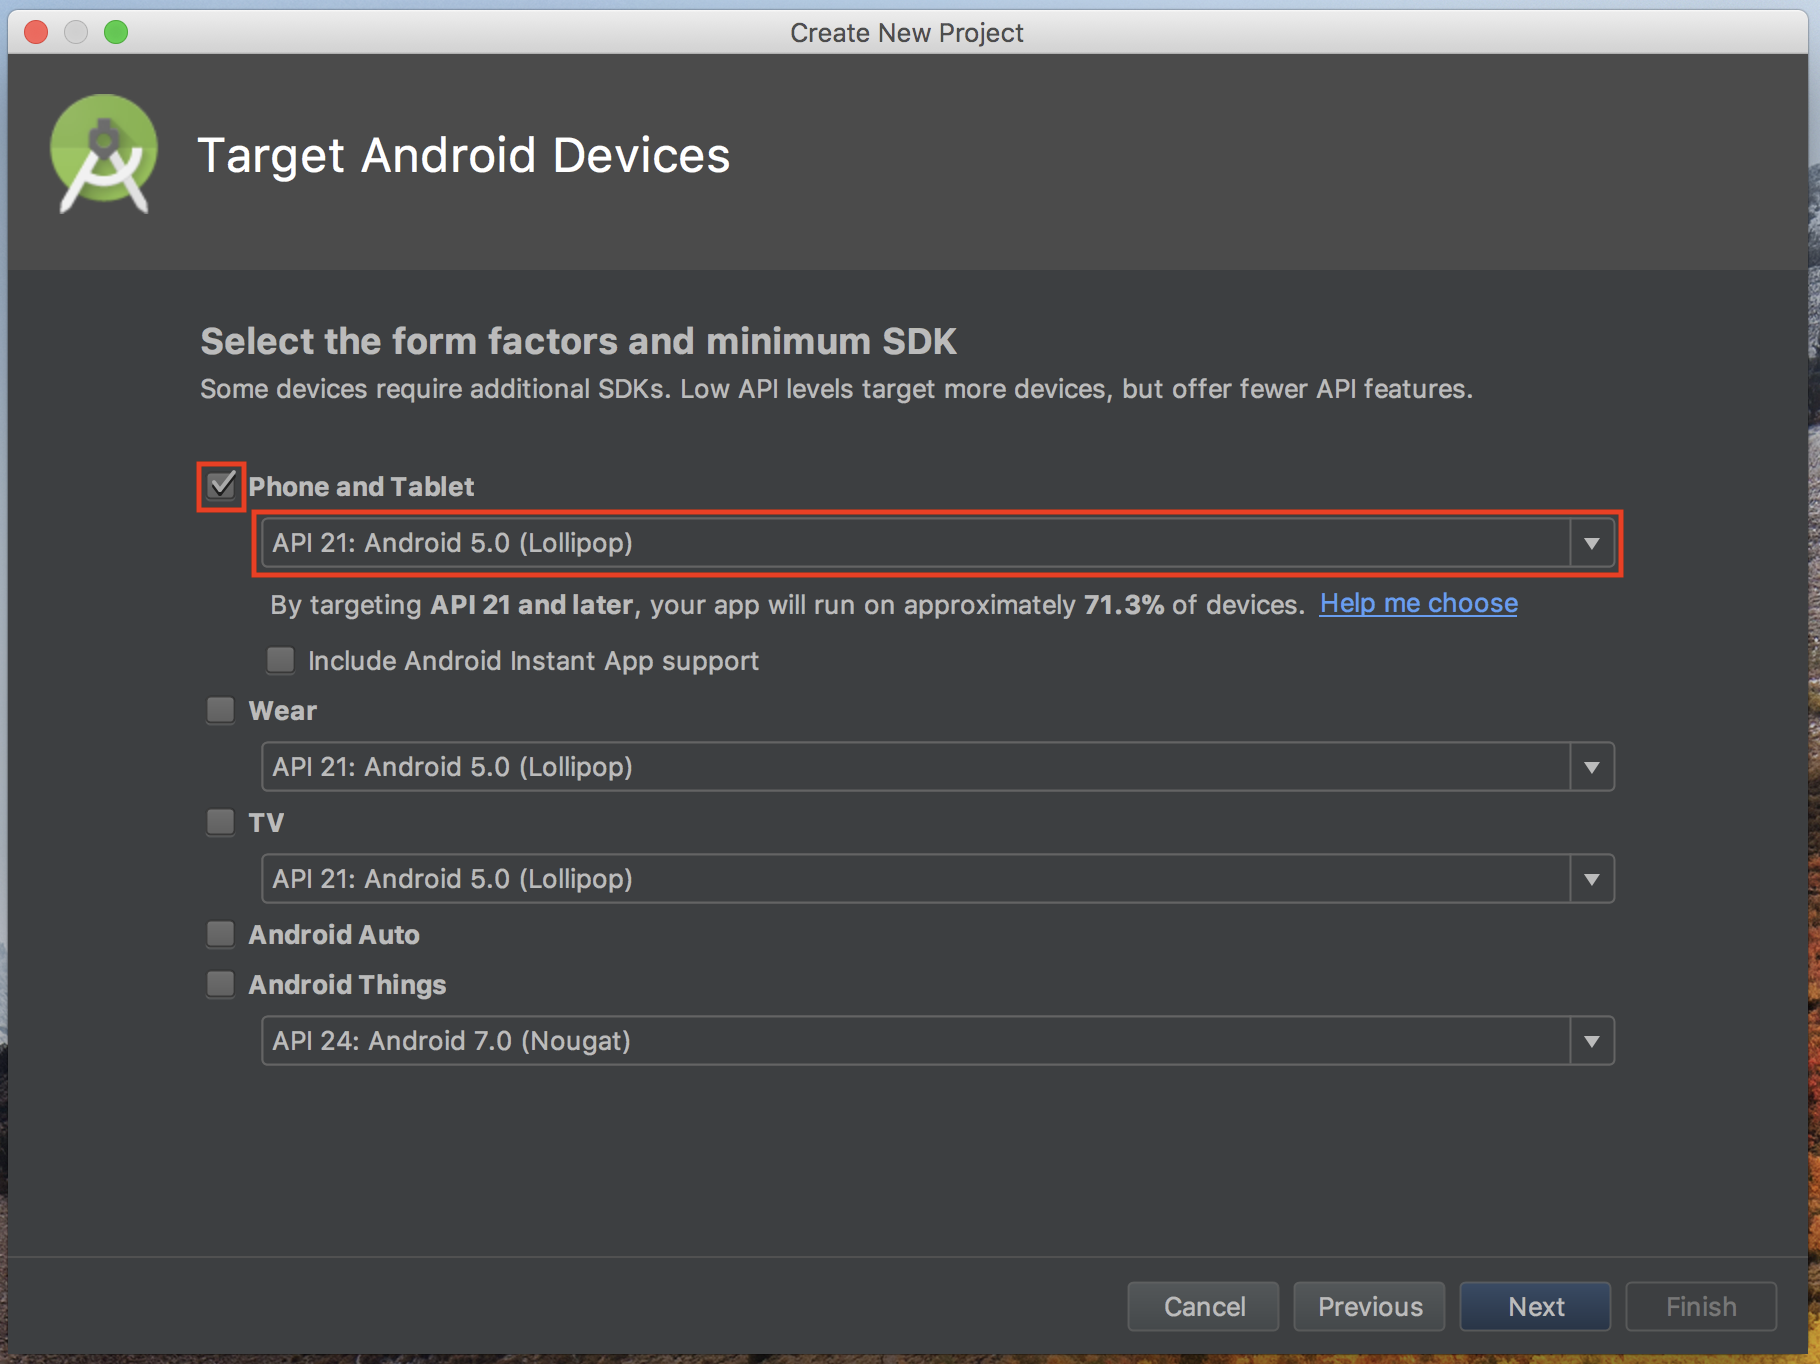 Create New Project
Target Android Devices
Select the form factors and minimum SDK
Some devices require additional SDKs. Low API levels target more devices, but offer fewer API features.
Phone and Tablet
API 21: Android 5.0 (Lollipop)
By targeting API 21 and later, your app will run on approximately 71.3% of devices. Help me choose
Include Android Instant App support
Wear
API 21: Android 5.0 (Lollipop)
TV
API 21: Android 5.0 (Lollipop)
Android Auto
Android Things
API 24: Android 7.0 (Nougat)
Cancel Previous Next Finish